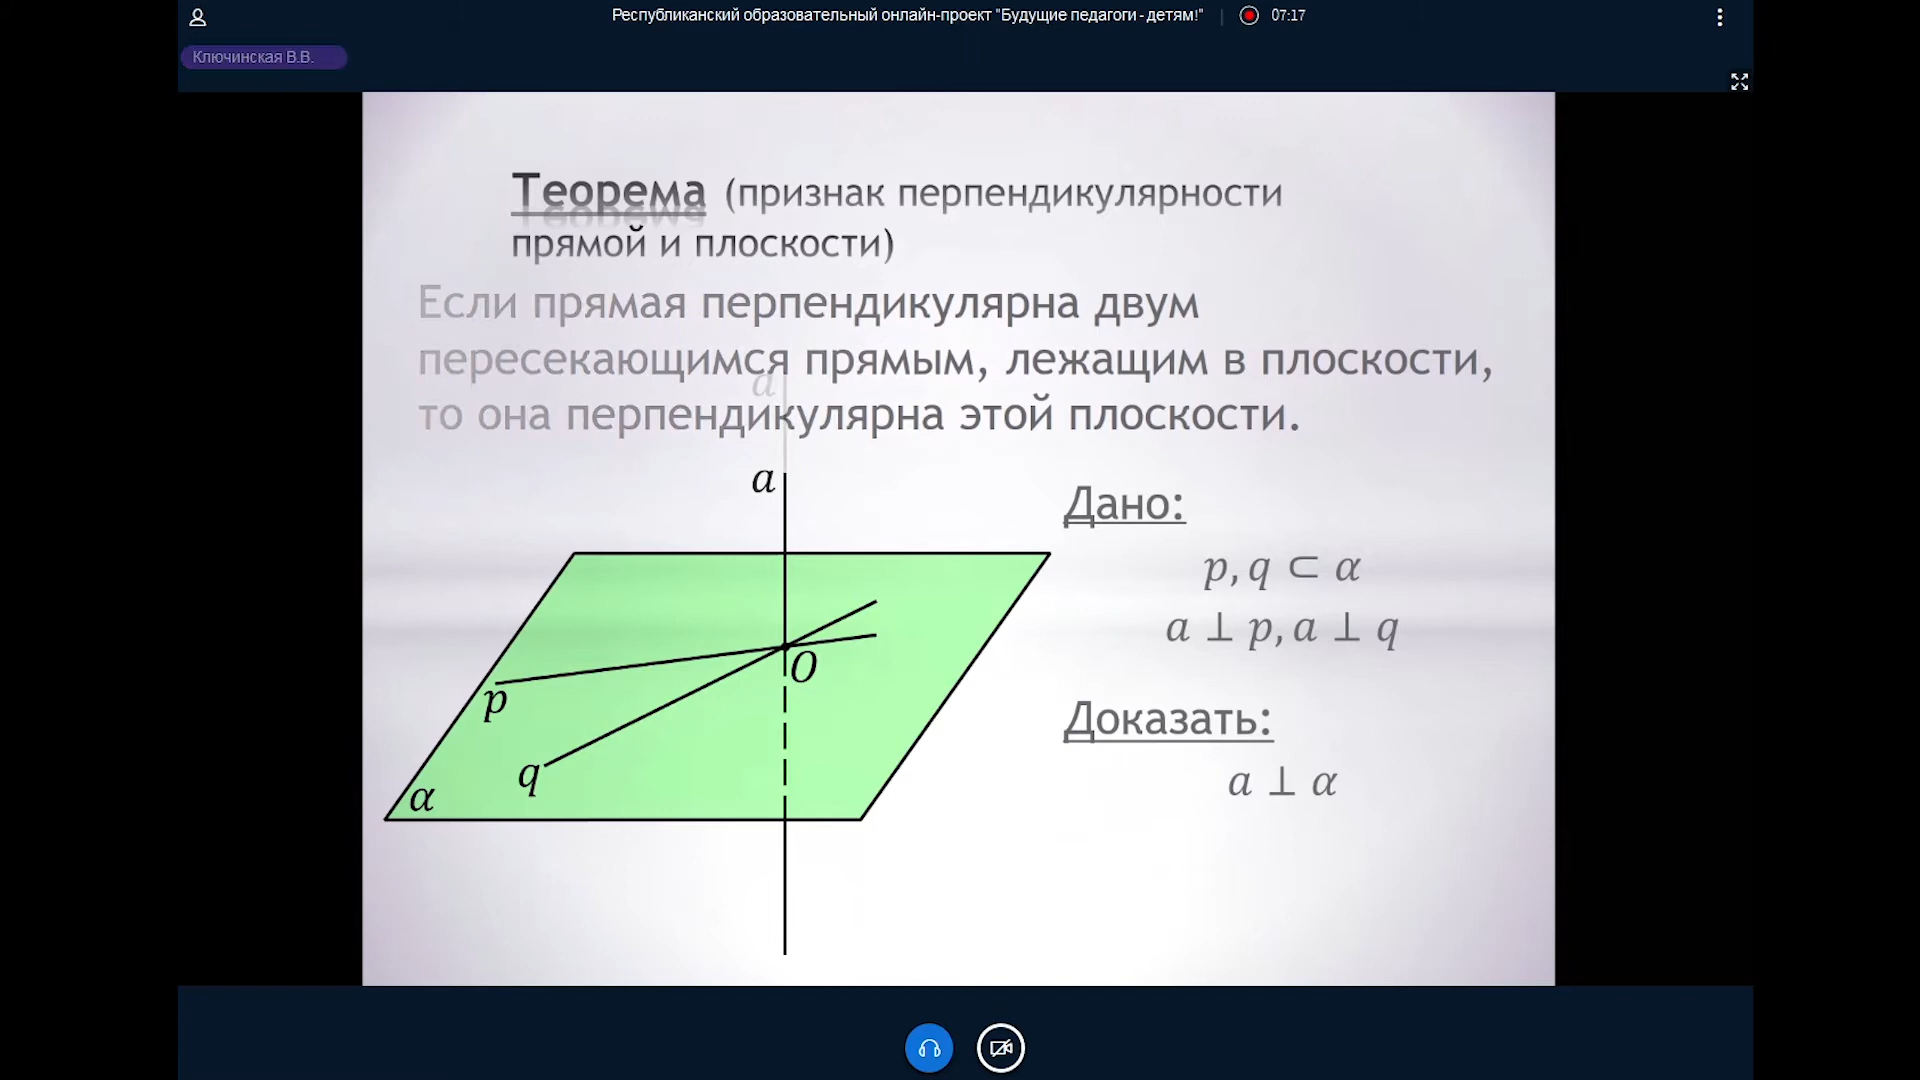 Республиканский образовательный онлайн-проект "Будущие педагоги - детям!" | 07:17
Ключинская В.В.
Теорема (признак перпендикулярности
прямой и плоскости)
Если прямая перпендикулярна двум
пересекающимся прямым, лежащим в плоскости,
a
то она перпендикулярна этой плоскости.
a
Дано:
p, q ⊂ α
a ⊥ p, a ⊥ q
O
p
Доказать:
q
a ⊥ α
α